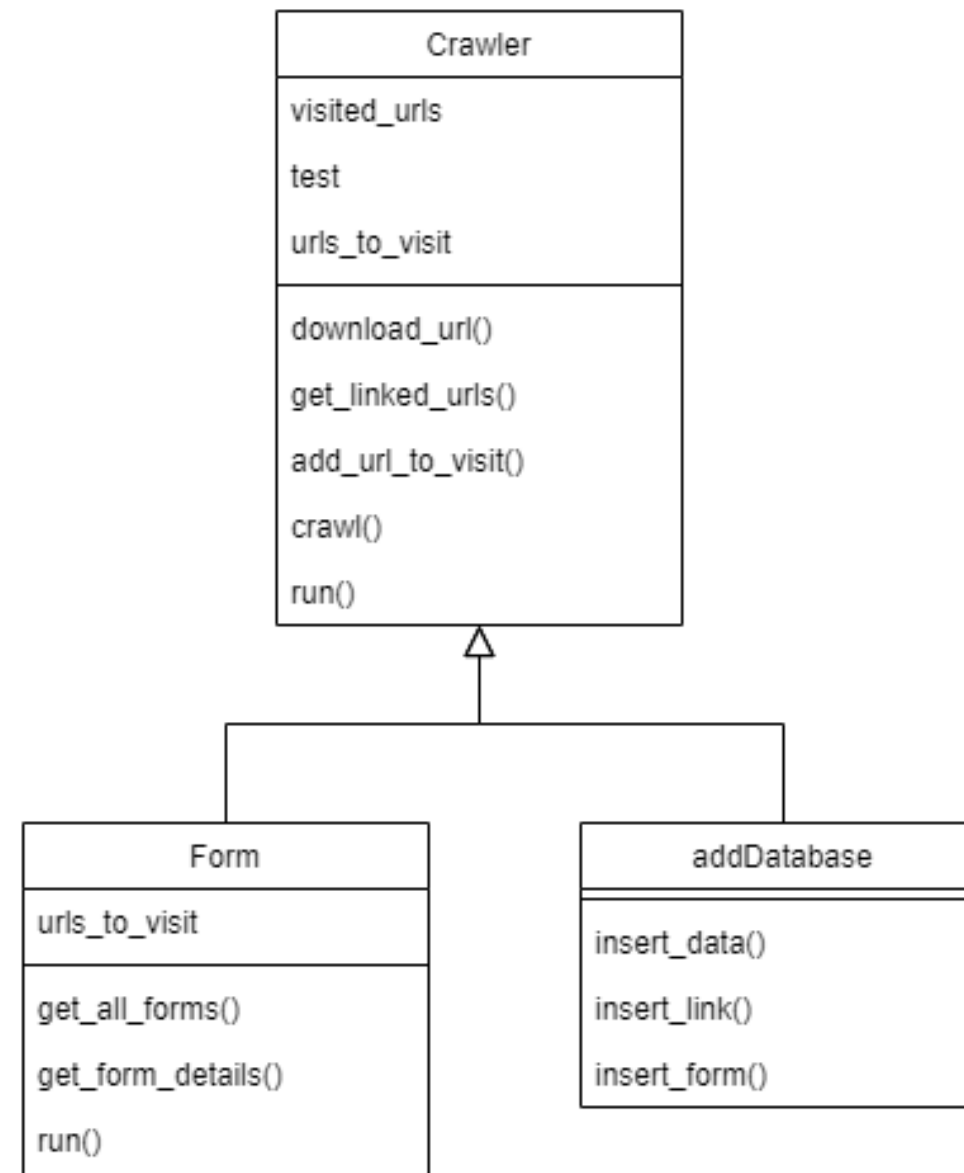 Crawler
visited_urls
test
urls_to_visit
download_url()
get_linked_urls()
add_url_to_visit()
crawl()
run()
Form
urls_to_visit
get_all_forms()
get_form_details()
run()
addDatabase
insert_data()
insert_link()
insert_form()